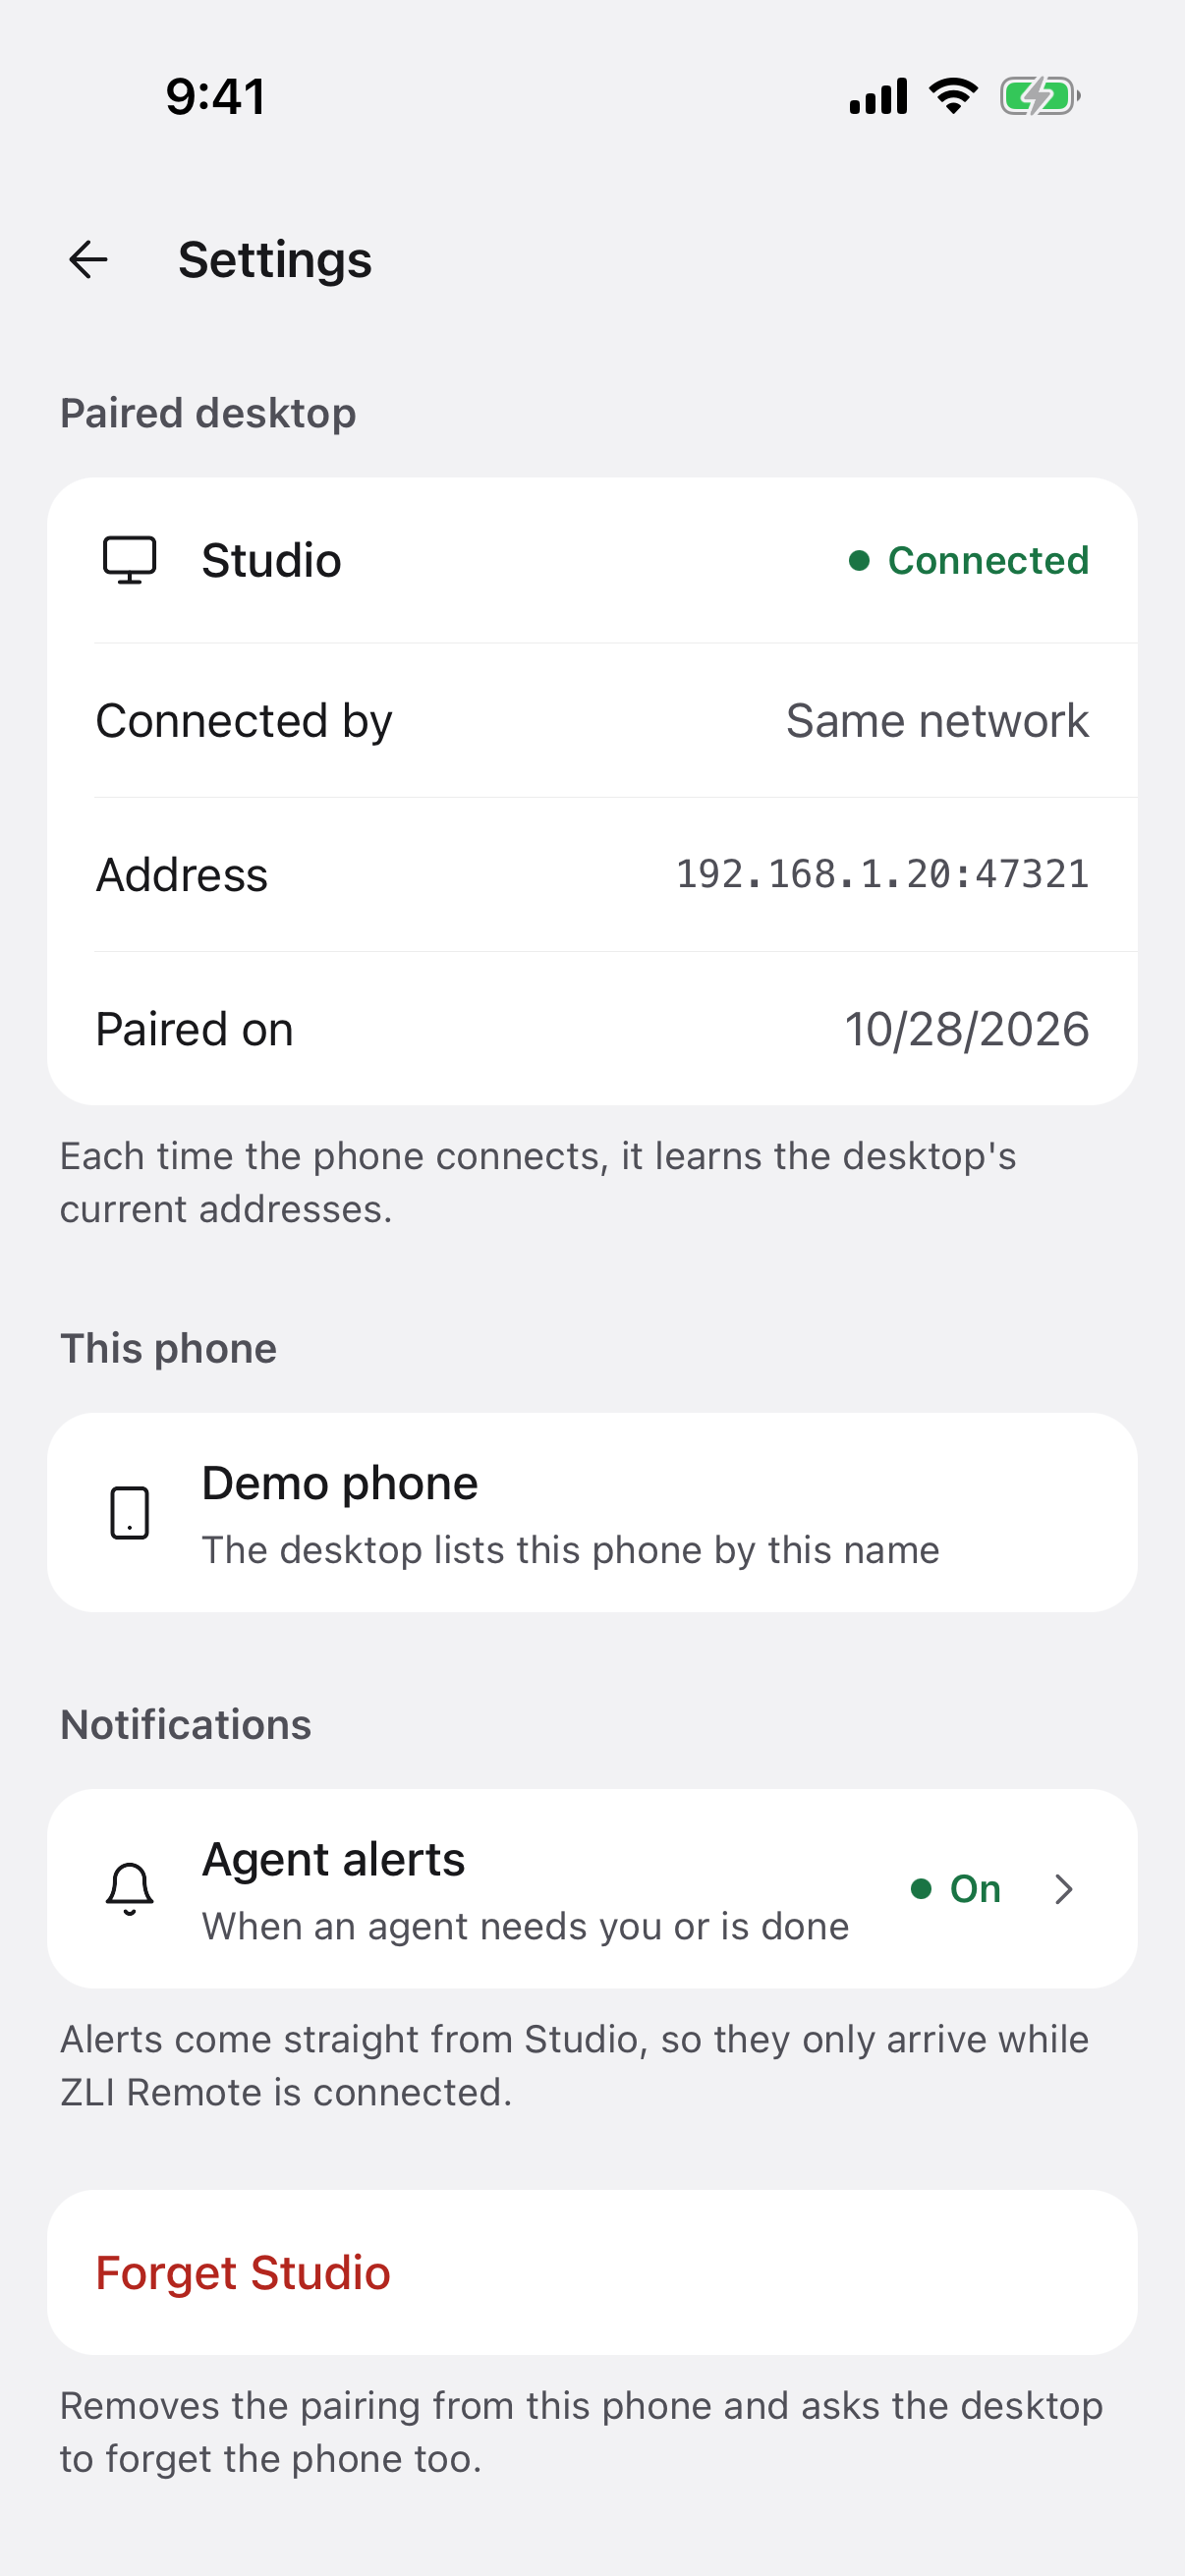 9:41
Settings
Paired desktop
Studio
Connected
Connected by
Same network
Address
192.168.1.20:47321
Paired on
10/28/2026
Each time the phone connects, it learns the desktop's
current addresses.
This phone
Demo phone
The desktop lists this phone by this name
Notifications
Agent alerts
When an agent needs you or is done
On
Alerts come straight from Studio, so they only arrive while
ZLI Remote is connected.
Forget Studio
Removes the pairing from this phone and asks the desktop
to forget the phone too.